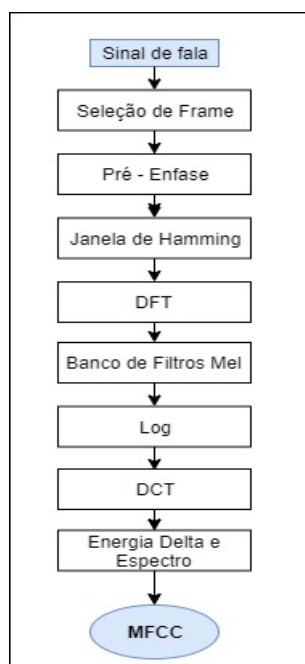 Sinal de fala
Seleção de Frame
Pré - Enfase
Janela de Hamming
DFT
Banco de Filtros Mel
Log
DCT
Energia Delta e
Espectro
MFCC